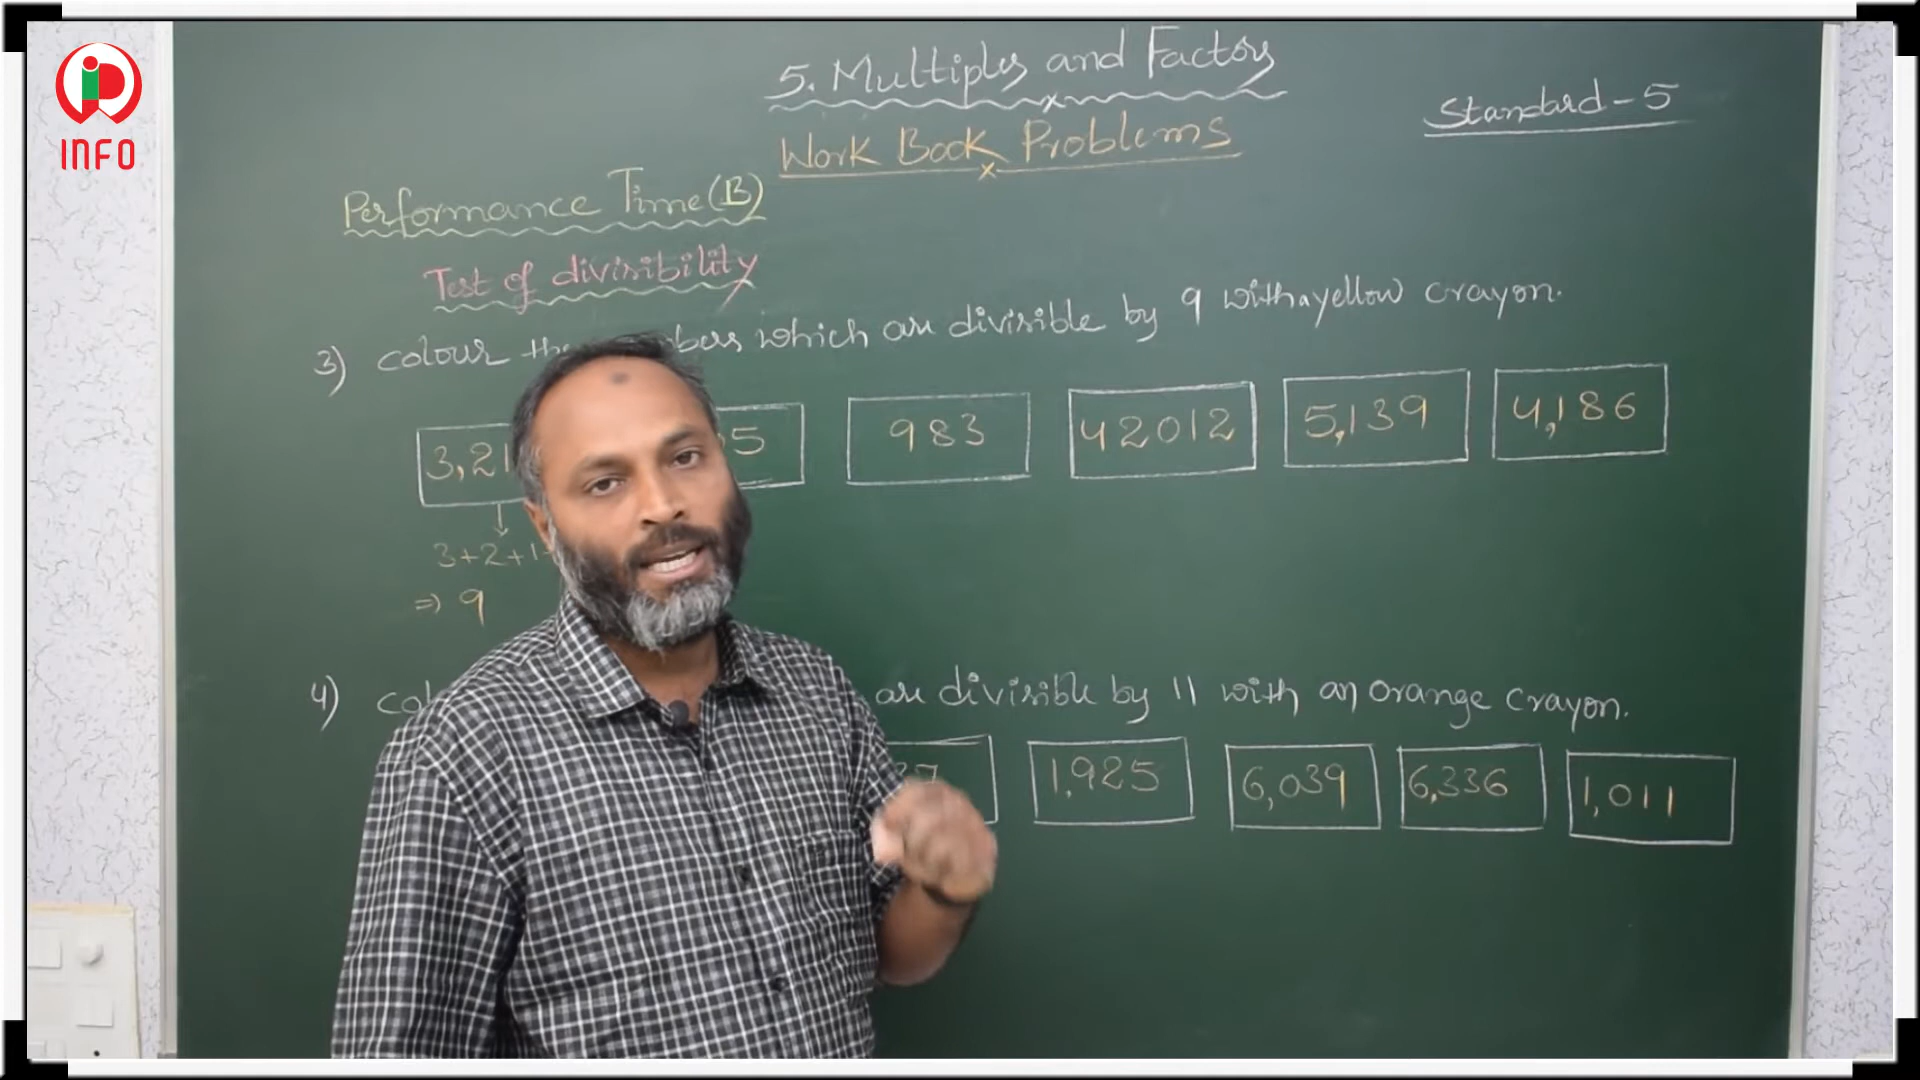 INFO
5. Multiples and Factors
Standard-5
Work Book Problems
Performance Time (B)
Test of divisibility
3) colour the which are divisible by 9 with a yellow crayon.
983 42012 5,139 4,186
3+2+1
⇒ 9
4) are divisible by 11 with an orange crayon.
1,925 6,039 6,336 1,011